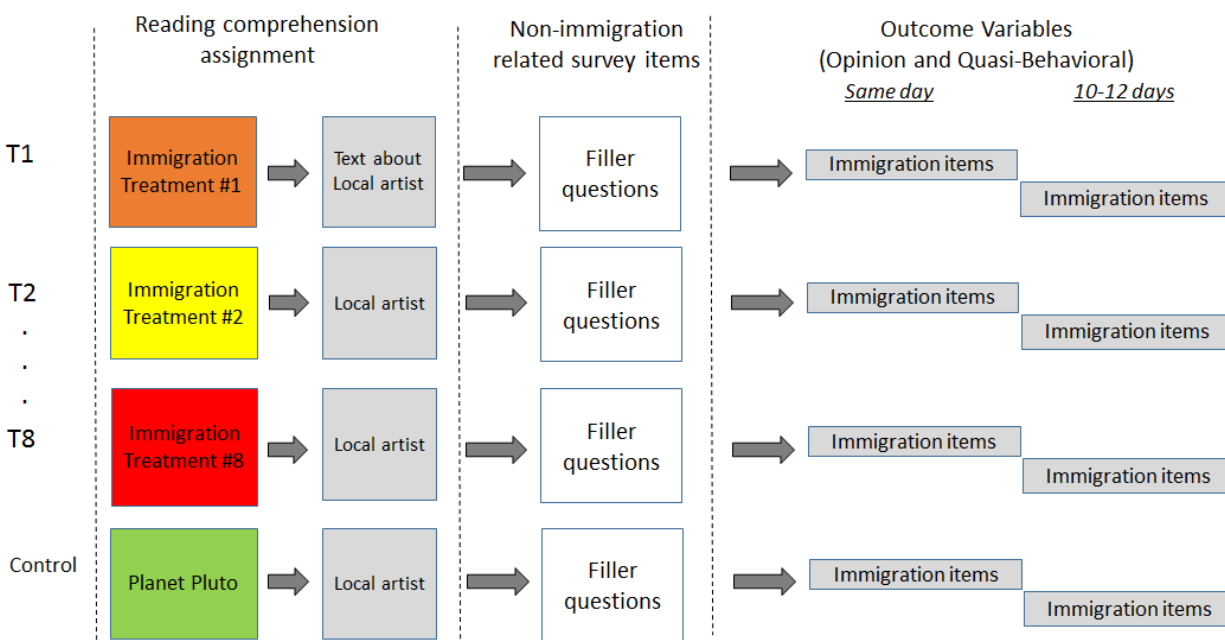 Reading comprehension
assignment
Non-immigration
related survey items
Outcome Variables
(Opinion and Quasi-Behavioral)
Same day
10-12 days
T1
Immigration
Treatment #1
Text about
Local artist
Filler
questions
Immigration items
Immigration items
T2
Immigration
Treatment #2
Local artist
Filler
questions
Immigration items
Immigration items
.
.
.
T8
Immigration
Treatment #8
Local artist
Filler
questions
Immigration items
Immigration items
Control
Planet Pluto
Local artist
Filler
questions
Immigration items
Immigration items